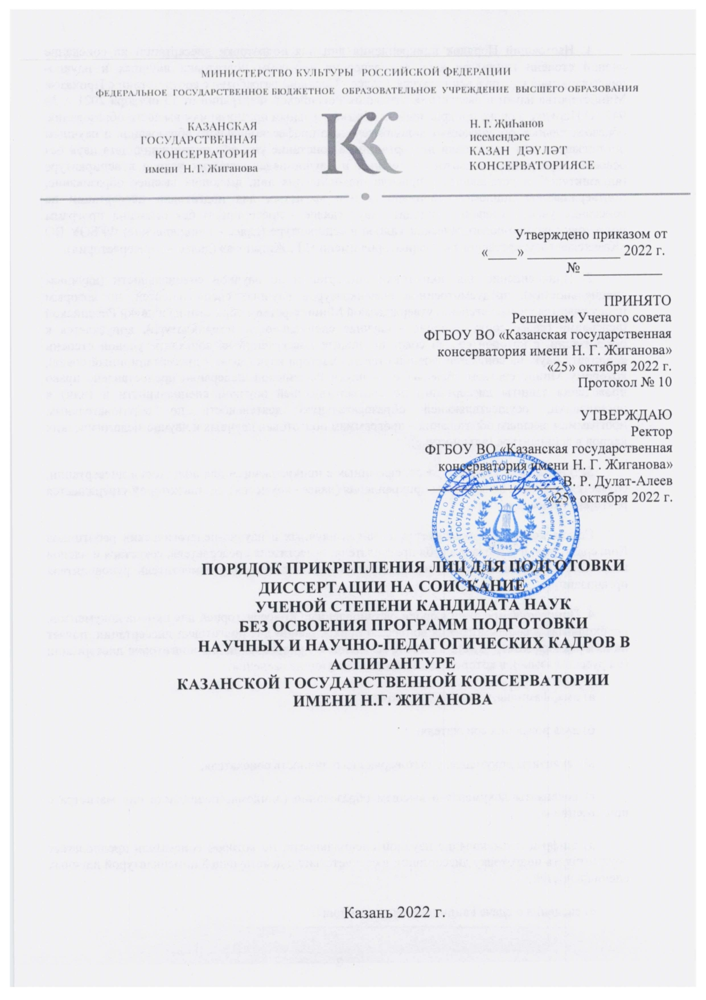 МИНИСТЕРСТВО КУЛЬТУРЫ РОССИЙСКОЙ ФЕДЕРАЦИИ
ФЕДЕРАЛЬНОЕ ГОСУДАРСТВЕННОЕ БЮДЖЕТНОЕ ОБРАЗОВАТЕЛЬНОЕ УЧРЕЖДЕНИЕ ВЫСШЕГО ОБРАЗОВАНИЯ
КАЗАНСКАЯ
ГОСУДАРСТВЕННАЯ
КОНСЕРВАТОРИЯ
имени Н. Г. Жиганова
Н. Г. Җиһанов
исемендәге
КАЗАН ДӘҮЛӘТ
КОНСЕРВАТОРИЯСЕ
Утверждено приказом от
«____» _____________ 2022 г.
№ ___________
ПРИНЯТО
Решением Ученого совета
ФГБОУ ВО «Казанская государственная
консерватория имени Н. Г. Жиганова»
«25» октября 2022 г.
Протокол № 10
УТВЕРЖДАЮ
Ректор
ФГБОУ ВО «Казанская государственная
консерватория имени Н. Г. Жиганова»
В. Р. Дулат-Алеев
«25» октября 2022 г.
1945
ПОРЯДОК ПРИКРЕПЛЕНИЯ ЛИЦ ДЛЯ ПОДГОТОВКИ
ДИССЕРТАЦИИ НА СОИСКАНИЕ
УЧЕНОЙ СТЕПЕНИ КАНДИДАТА НАУК
БЕЗ ОСВОЕНИЯ ПРОГРАММ ПОДГОТОВКИ
НАУЧНЫХ И НАУЧНО-ПЕДАГОГИЧЕСКИХ КАДРОВ В
АСПИРАНТУРЕ
КАЗАНСКОЙ ГОСУДАРСТВЕННОЙ КОНСЕРВАТОРИИ
ИМЕНИ Н.Г. ЖИГАНОВА
Казань 2022 г.